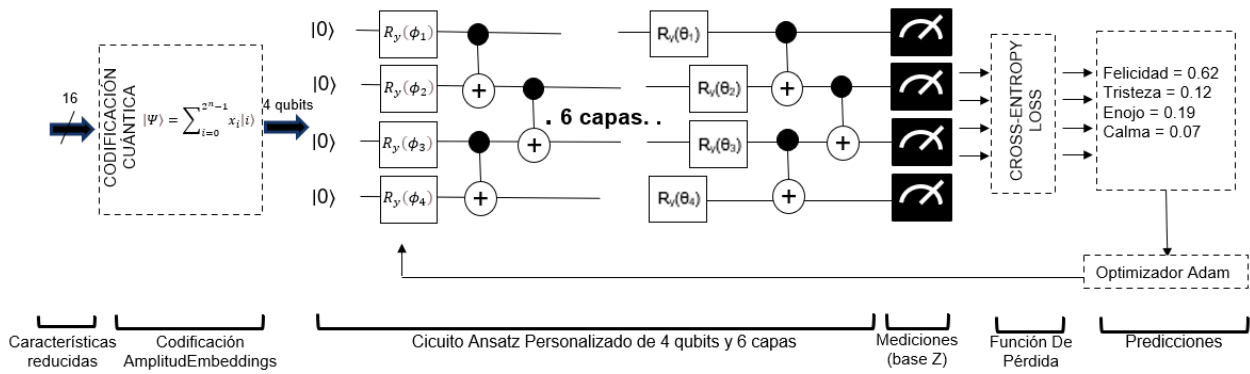 16
CODIFICACIÓN
CUÁNTICA
|Ψ⟩ = ∑_{i=0}^{2^n−1} x_i|i⟩
4 qubits
|0⟩
R_y(ϕ_1)
R_y(θ_1)
|0⟩
R_y(ϕ_2)
R_y(θ_2)
. 6 capas. .
|0⟩
R_y(ϕ_3)
R_y(θ_3)
|0⟩
R_y(ϕ_4)
R_y(θ_4)
CROSS-ENTROPY
LOSS
Felicidad = 0.62
Tristeza = 0.12
Enojo = 0.19
Calma = 0.07
Optimizador Adam
Características
reducidas
Codificación
AmplitudEmbeddings
Cicuito Ansatz Personalizado de 4 qubits y 6 capas
Mediciones
(base Z)
Función De
Pérdida
Predicciones